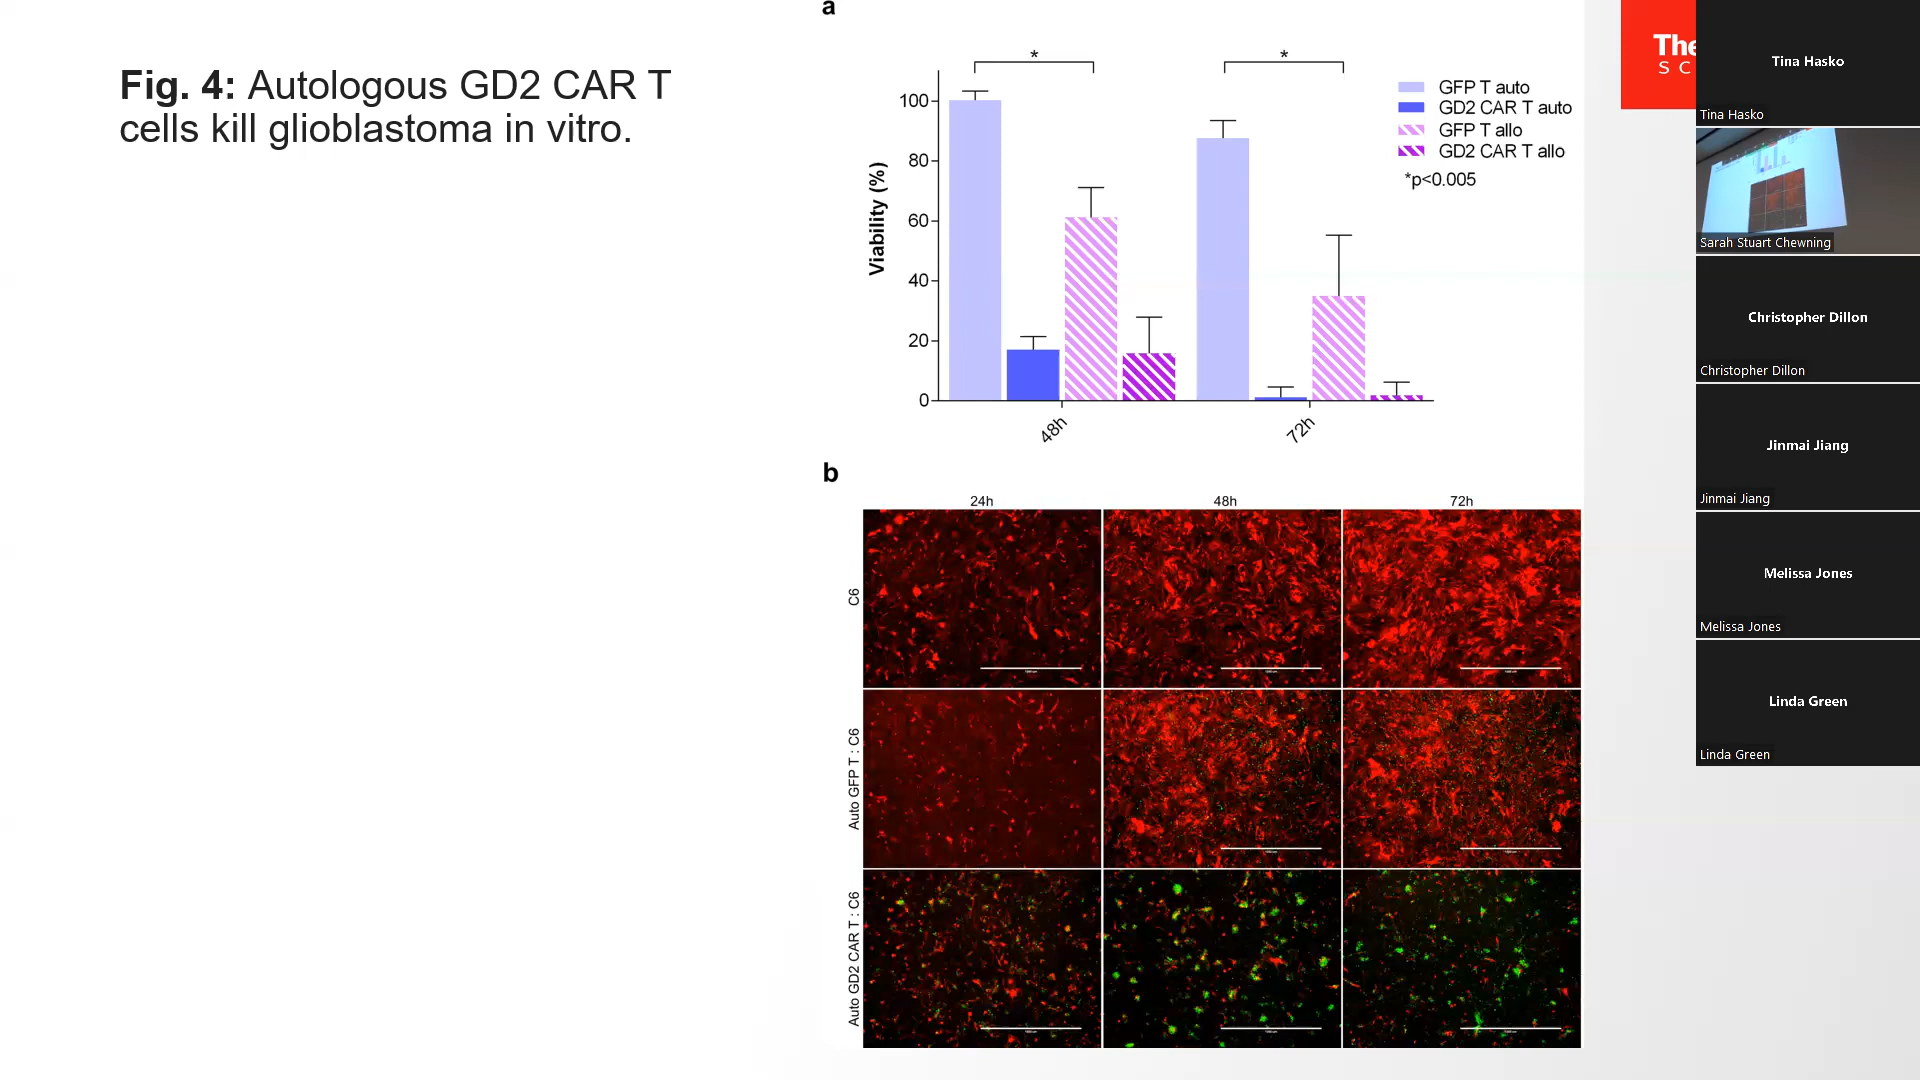 Fig. 4: Autologous GD2 CAR T
cells kill glioblastoma in vitro.
a
*
*
GFP T auto
GD2 CAR T auto
GFP T allo
GD2 CAR T allo
*p<0.005
Viability (%)
100
80
60
40
20
0
48h
72h
b
24h
48h
72h
C6
Auto GFP T : C6
Auto GD2 CAR T : C6
The
SC
Tina Hasko
Tina Hasko
Sarah Stuart Chewning
Christopher Dillon
Christopher Dillon
Jinmai Jiang
Jinmai Jiang
Melissa Jones
Melissa Jones
Linda Green
Linda Green